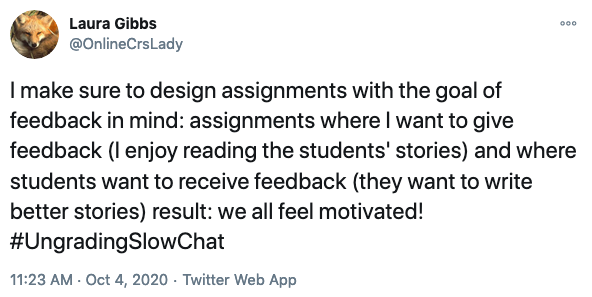 Laura Gibbs
@OnlineCrsLady
I make sure to design assignments with the goal of
feedback in mind: assignments where I want to give
feedback (I enjoy reading the students' stories) and where
students want to receive feedback (they want to write
better stories) result: we all feel motivated!
#UngradingSlowChat
11:23 AM · Oct 4, 2020 · Twitter Web App